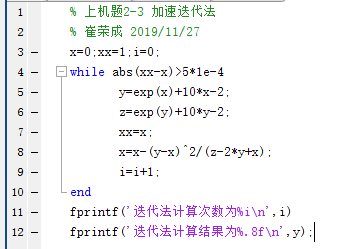 1 % 上机题2-3 加速迭代法
2 % 崔荣成 2019/11/27
3 - x=0;xx=1;i=0;
4 - while abs(xx-x)>5*1e-4
5 - y=exp(x)+10*x-2;
6 - z=exp(y)+10*y-2;
7 - xx=x;
8 - x=x-(y-x)^2/(z-2*y+x);
9 - i=i+1;
10 - end
11 - fprintf('迭代法计算次数为%i\n',i)
12 - fprintf('迭代法计算结果为%.8f\n',y);